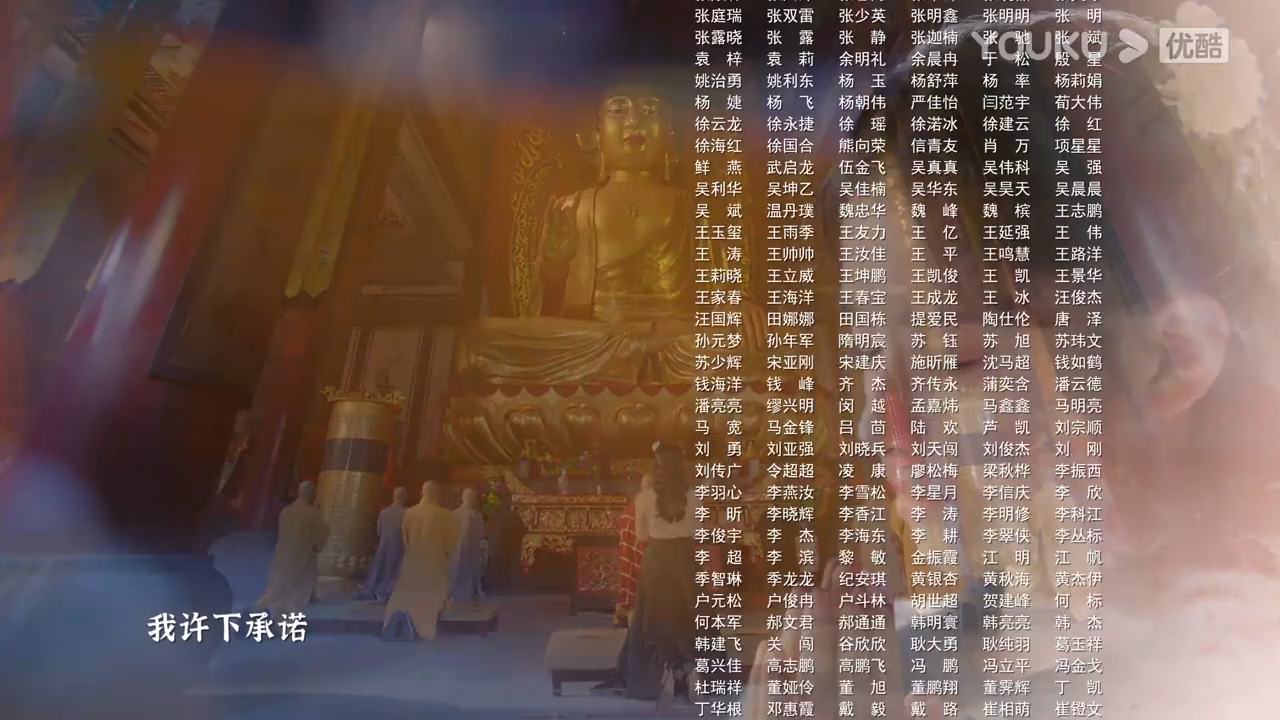 张庭瑞 张双雷 张少英 张明鑫 张明明 张 明
张露晓 张 露 张 静 张迦楠 张 驰 张 斌
YOUKU 优酷
袁 梓 袁 莉 余明礼 余晨冉 于 松 殷 星
姚治勇 姚利东 杨 玉 杨舒萍 杨 率 杨莉娟
杨 婕 杨 飞 杨朝伟 严佳怡 闫范宇 荀大伟
徐云龙 徐永捷 徐 瑶 徐渃冰 徐建云 徐 红
徐海红 徐国合 熊向荣 信青友 肖 万 项星星
鲜 燕 武启龙 伍金飞 吴真真 吴伟科 吴 强
吴利华 吴坤乙 吴佳楠 吴华东 吴昊天 吴晨晨
吴 斌 温丹璞 魏忠华 魏 峰 魏 槟 王志鹏
王玉玺 王雨季 王友力 王 亿 王延强 王 伟
王 涛 王帅帅 王汝佳 王 平 王鸣慧 王路洋
王莉晓 王立威 王坤鹏 王凯俊 王 凯 王景华
王家春 王海洋 王春宝 王成龙 王 冰 汪俊杰
汪国辉 田娜娜 田国栋 提爱民 陶仕伦 唐 泽
孙元梦 孙年军 隋明宸 苏 钰 苏 旭 苏玮文
苏少辉 宋亚刚 宋建庆 施昕雁 沈马超 钱如鹤
钱海洋 钱 峰 齐 杰 齐传永 蒲奕含 潘云德
潘亮亮 缪兴明 闵 越 孟嘉炜 马鑫鑫 马明亮
马 宽 马金锋 吕 茴 陆 欢 芦 凯 刘宗顺
刘 勇 刘亚强 刘晓兵 刘天闯 刘俊杰 刘 刚
刘传广 令超超 凌 康 廖松梅 梁秋桦 李振西
李羽心 李燕汝 李雪松 李星月 李信庆 李 欣
李 昕 李晓辉 李香江 李 涛 李明修 李科江
李俊宇 李 杰 李海东 李 耕 李翠侠 李丛标
李 超 李 滨 黎 敏 金振霞 江 明 江 帆
季智琳 季龙龙 纪安琪 黄银杏 黄秋海 黄杰伊
户元松 户俊冉 户斗林 胡世超 贺建峰 何 标
何本军 郝文君 郝通通 韩明寰 韩亮亮 韩 杰
我许下承诺
韩建飞 关 闯 谷欣欣 耿大勇 耿纯羽 葛玉祥
葛兴佳 高志鹏 高鹏飞 冯 鹏 冯立平 冯金戈
杜瑞祥 董娅伶 董 旭 董鹏翔 董霁辉 丁 凯
丁华根 邓惠霞 戴 毅 戴 路 崔相萌 崔镫文